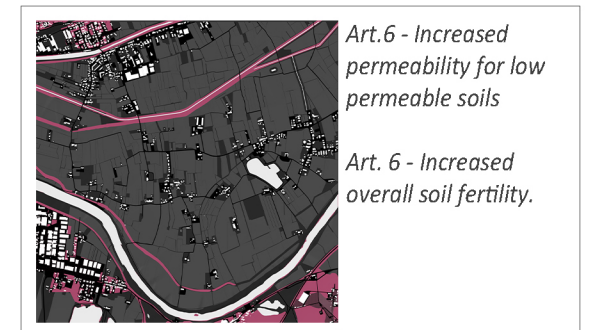 Art.6 - Increased
permeability for low
permeable soils
Art. 6 - Increased
overall soil fertility.